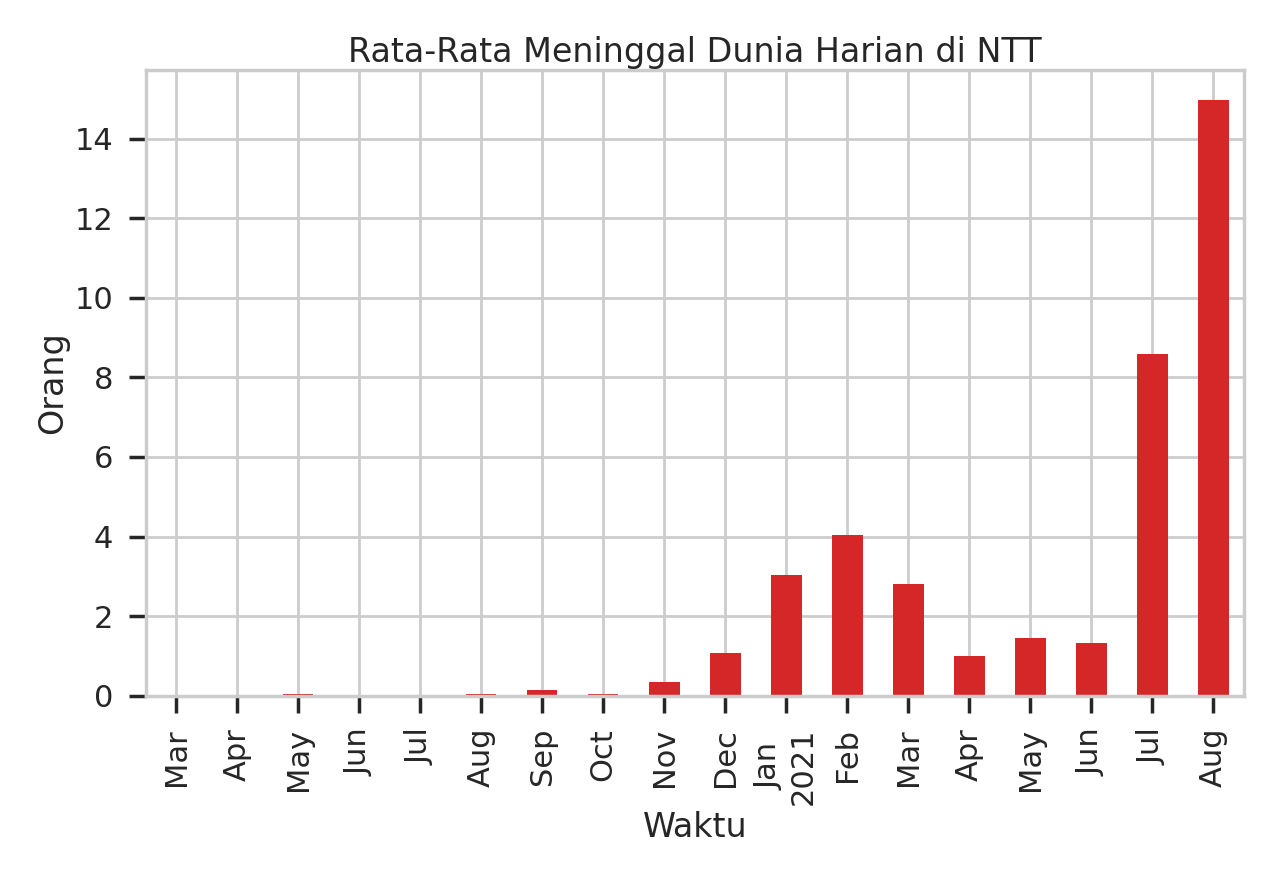 Rata-Rata Meninggal Dunia Harian di NTT
14
12
10
8
6
4
2
0
Orang
Mar
Apr
May
Jun
Jul
Aug
Sep
Oct
Nov
Dec
Jan
2021
Feb
Mar
Apr
May
Jun
Jul
Aug
Waktu